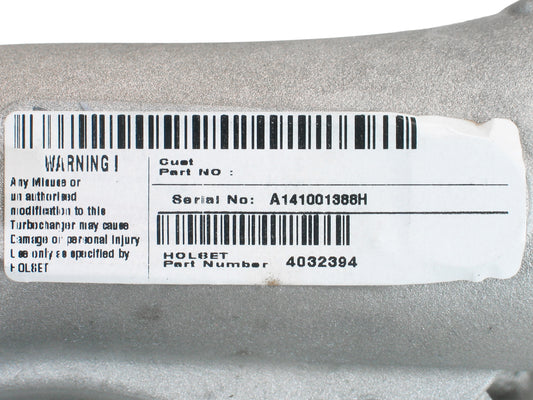 WARNING !
Any Misuse or
un authorised
modification to this
Turbocharger may cause
Damage or personal injury
Use only as specified by
HOLSET
Cust
Part NO :
Serial No: A141001388H
HOLSET
Part Number 4032394